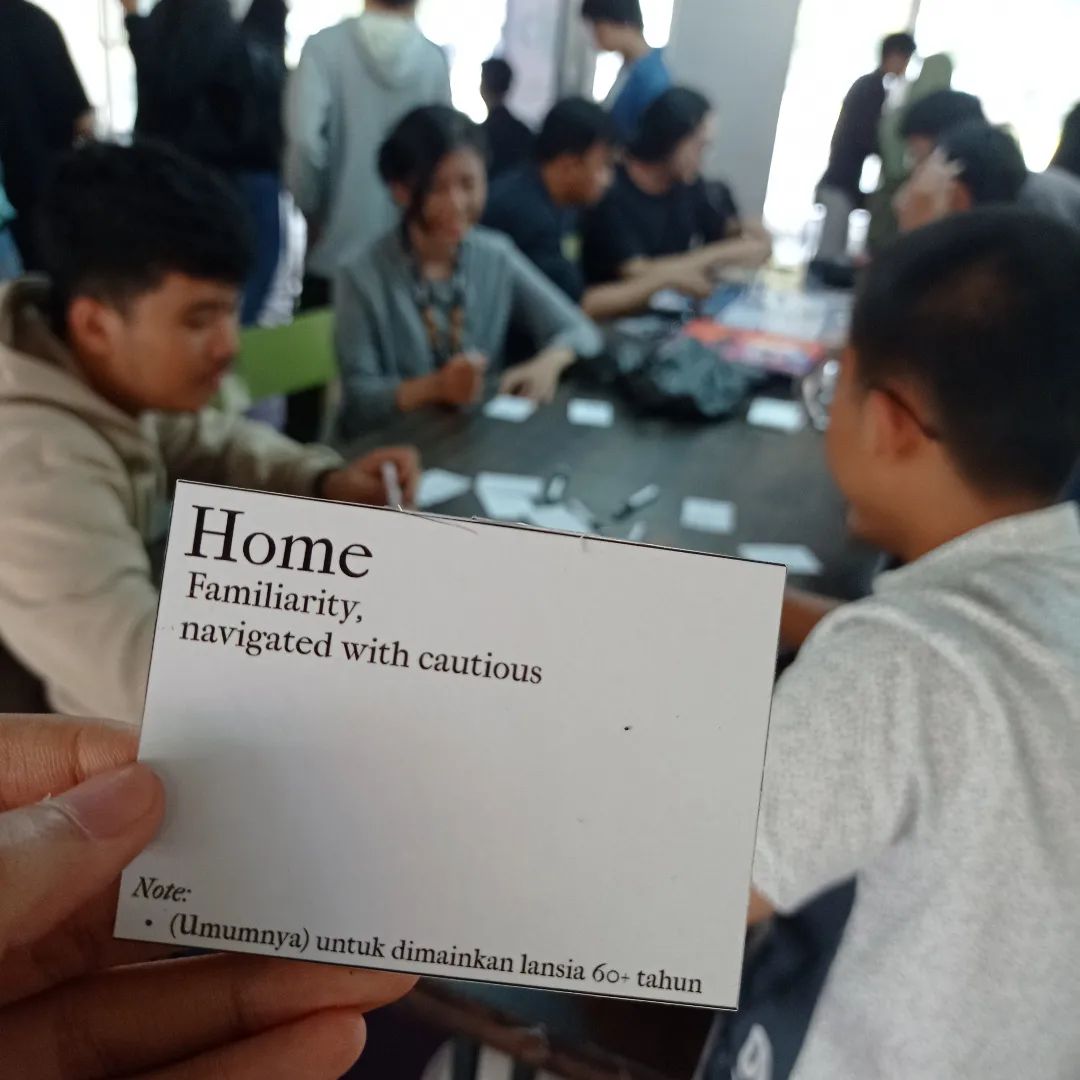 Home
Familiarity,
navigated with cautious
Note:
• (Umumnya) untuk dimainkan lansia 60+ tahun